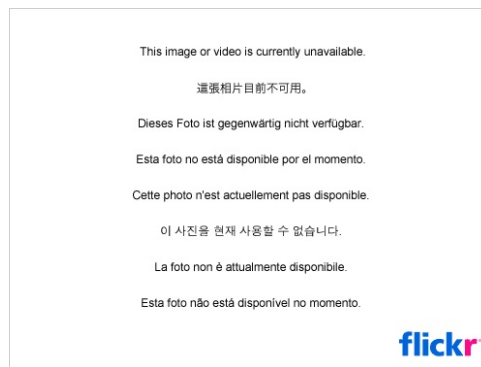 This image or video is currently unavailable.
這張相片目前不可用。
Dieses Foto ist gegenwärtig nicht verfügbar.
Esta foto no está disponible por el momento.
Cette photo n'est actuellement pas disponible.
이 사진을 현재 사용할 수 없습니다.
La foto non è attualmente disponibile.
Esta foto não está disponível no momento.
flickr